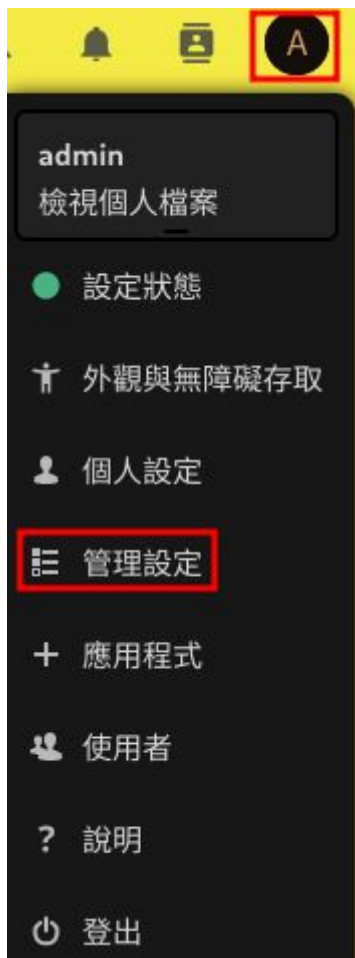 A
admin
檢視個人檔案
設定狀態
外觀與無障礙存取
個人設定
管理設定
應用程式
使用者
說明
登出